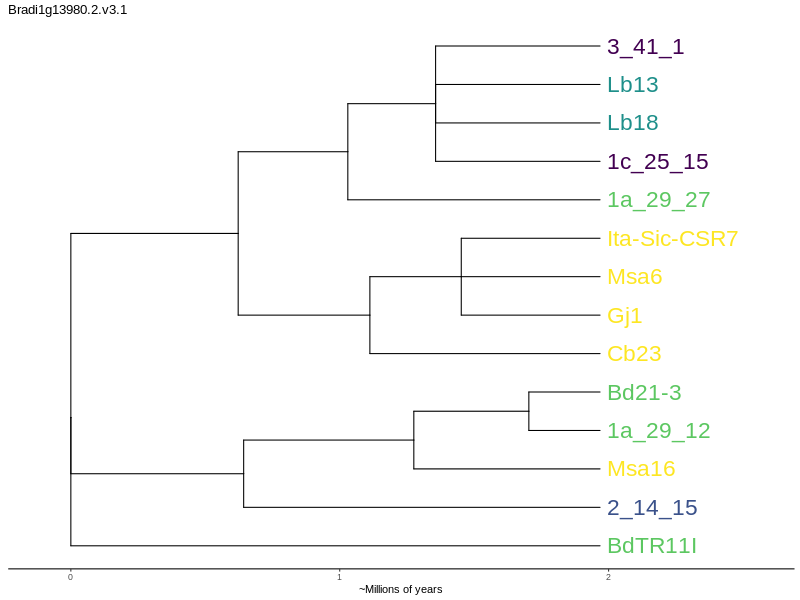 Bradi1g13980.2.v3.1
3_41_1
Lb13
Lb18
1c_25_15
1a_29_27
Ita-Sic-CSR7
Msa6
Gj1
Cb23
Bd21-3
1a_29_12
Msa16
2_14_15
BdTR11I
0 1 2
~Millions of years